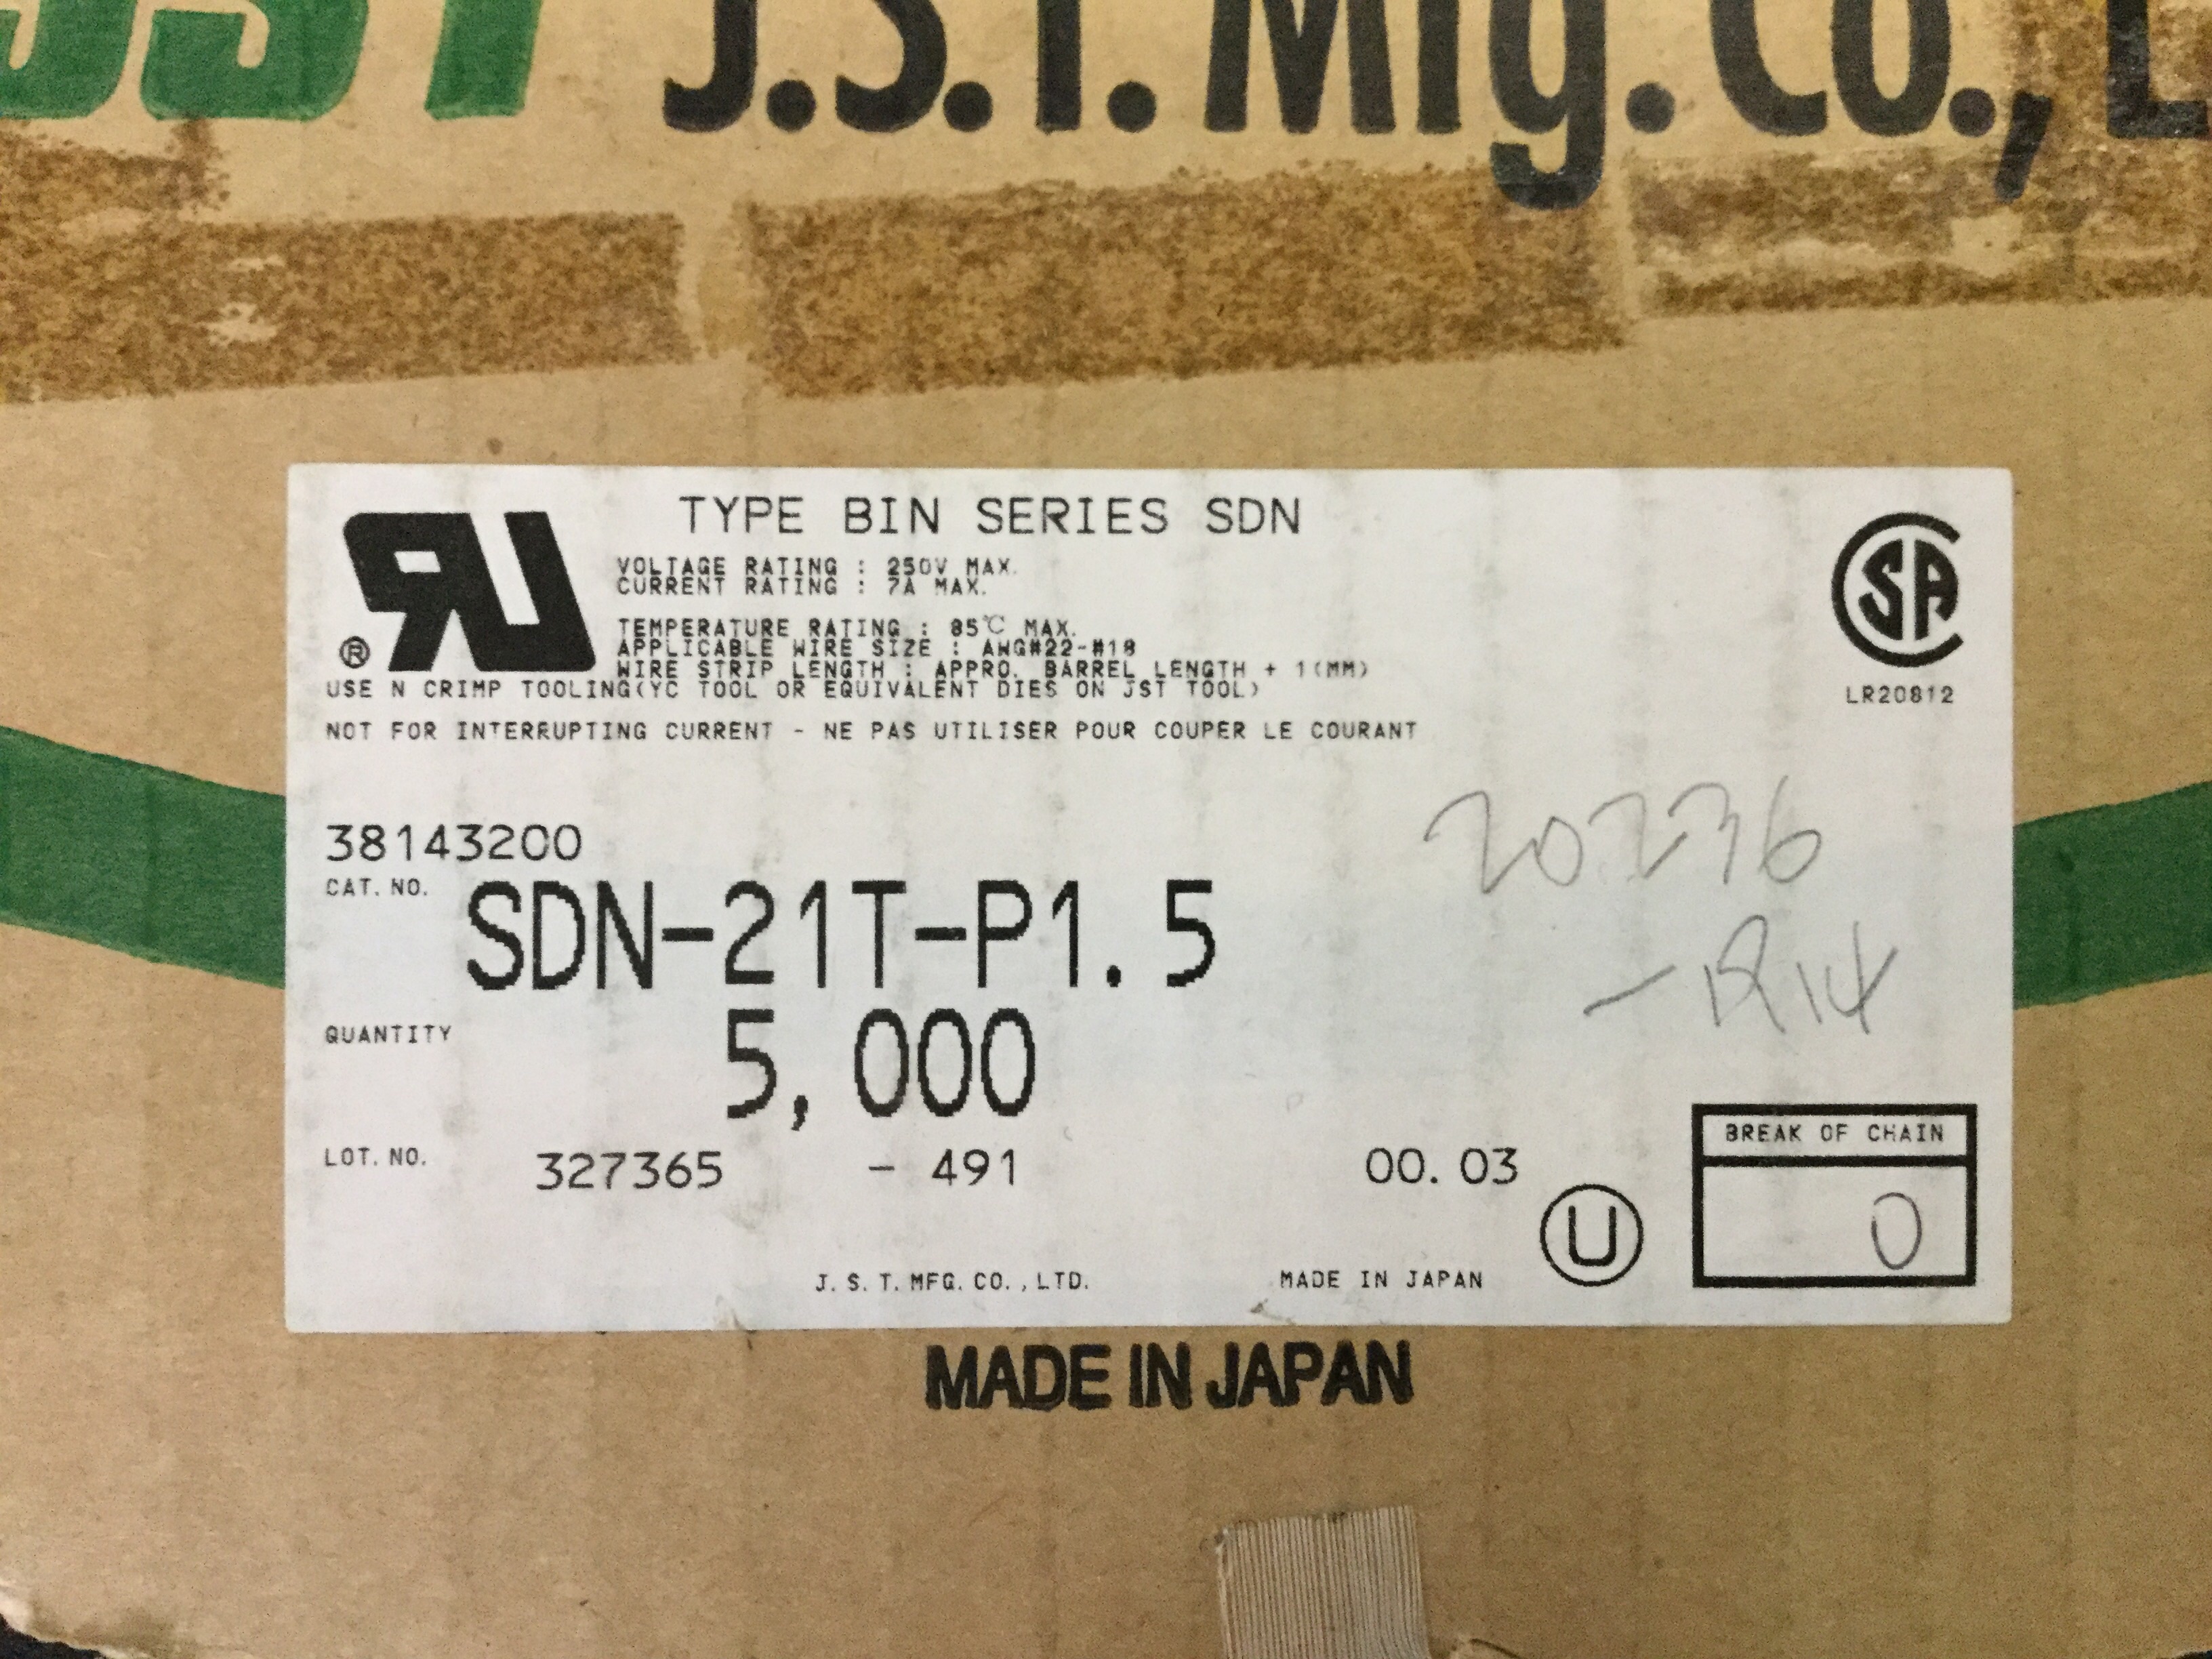 JST J.S.T. Mfg. Co., L
TYPE BIN SERIES SDN
VOLTAGE RATING : 250V MAX.
CURRENT RATING : 7A MAX.
TEMPERATURE RATING : 85℃ MAX.
APPLICABLE WIRE SIZE : AWG#22-#18
WIRE STRIP LENGTH : APPRO. BARREL LENGTH + 1(MM)
USE N CRIMP TOOLING(YC TOOL OR EQUIVALENT DIES ON JST TOOL)
NOT FOR INTERRUPTING CURRENT - NE PAS UTILISER POUR COUPER LE COURANT
RU ®
SA
LR20812
38143200
20236
-R14
CAT. NO. SDN-21T-P1.5
QUANTITY 5,000
LOT. NO. 327365 - 491 00. 03
U
BREAK OF CHAIN
0
J. S. T. MFG. CO. , LTD. MADE IN JAPAN
MADE IN JAPAN